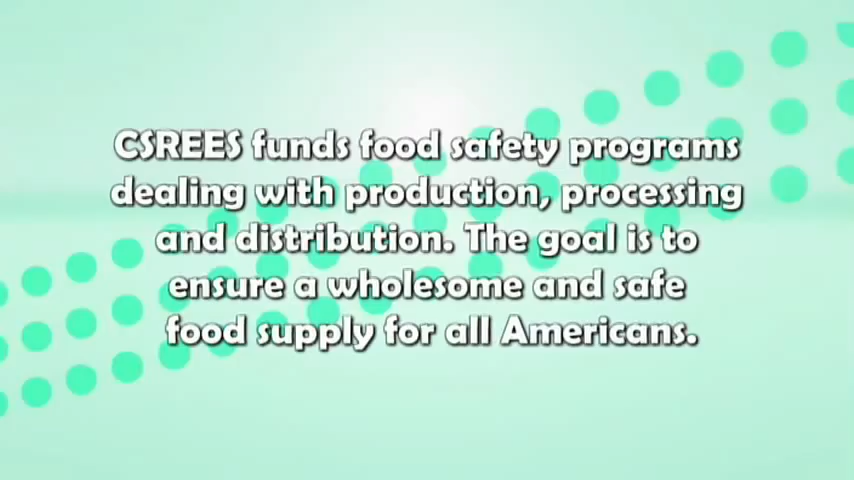 CSREES funds food safety programs
dealing with production, processing
and distribution. The goal is to
ensure a wholesome and safe
food supply for all Americans.